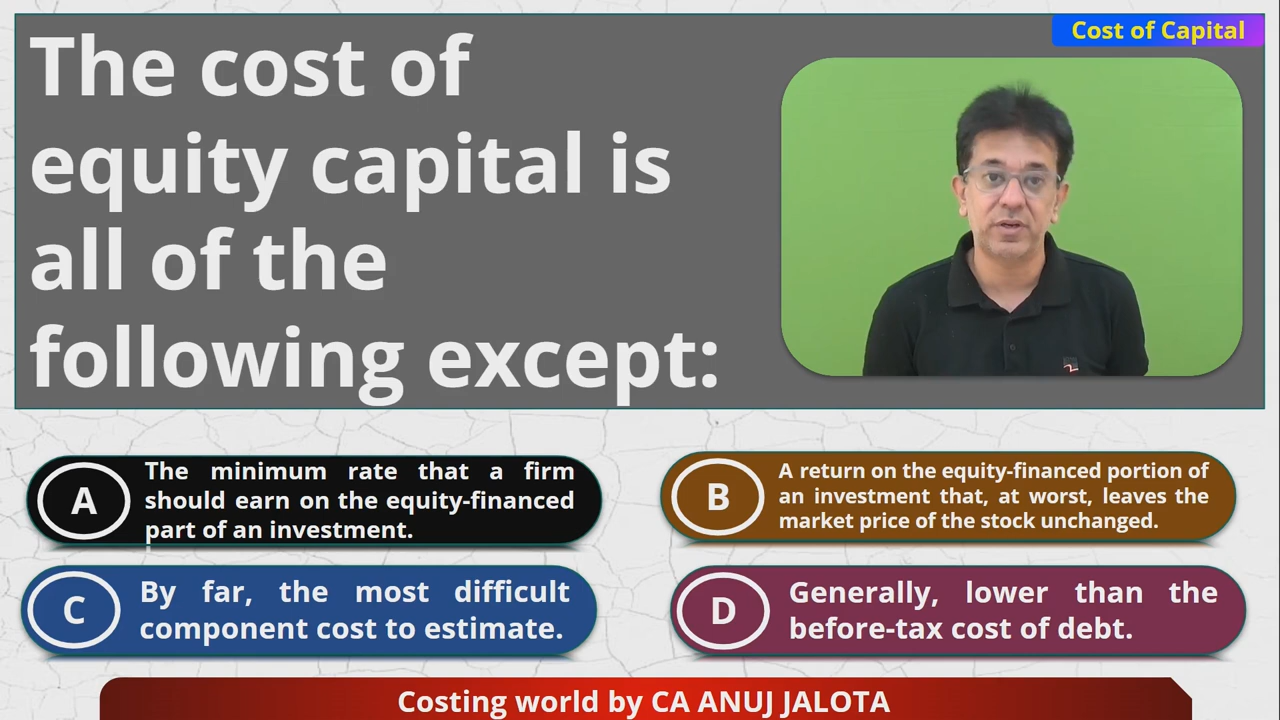 Cost of Capital
The cost of
equity capital is
all of the
following except:
A
The minimum rate that a firm
should earn on the equity-financed
part of an investment.
B
A return on the equity-financed portion of
an investment that, at worst, leaves the
market price of the stock unchanged.
C
By far, the most difficult
component cost to estimate.
D
Generally, lower than the
before-tax cost of debt.
Costing world by CA ANUJ JALOTA